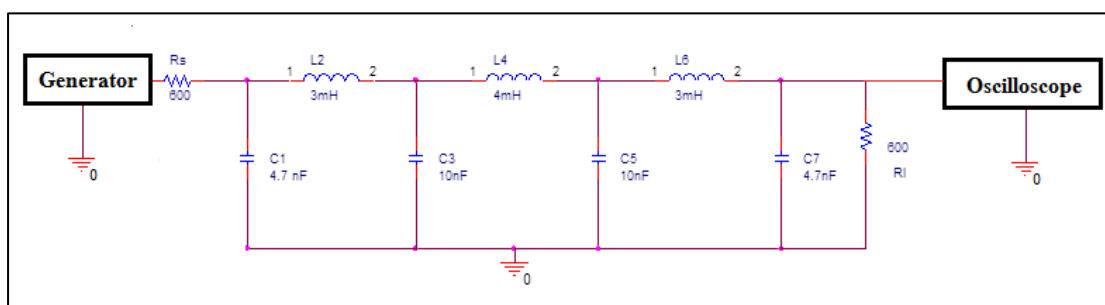 Generator
Rs
600
1 L2 2
3mH
1 L4 2
4mH
1 L6 2
3mH
Oscilloscope
C1
4.7 nF
C3
10nF
C5
10nF
C7
4.7nF
600
Rl
0
0
0